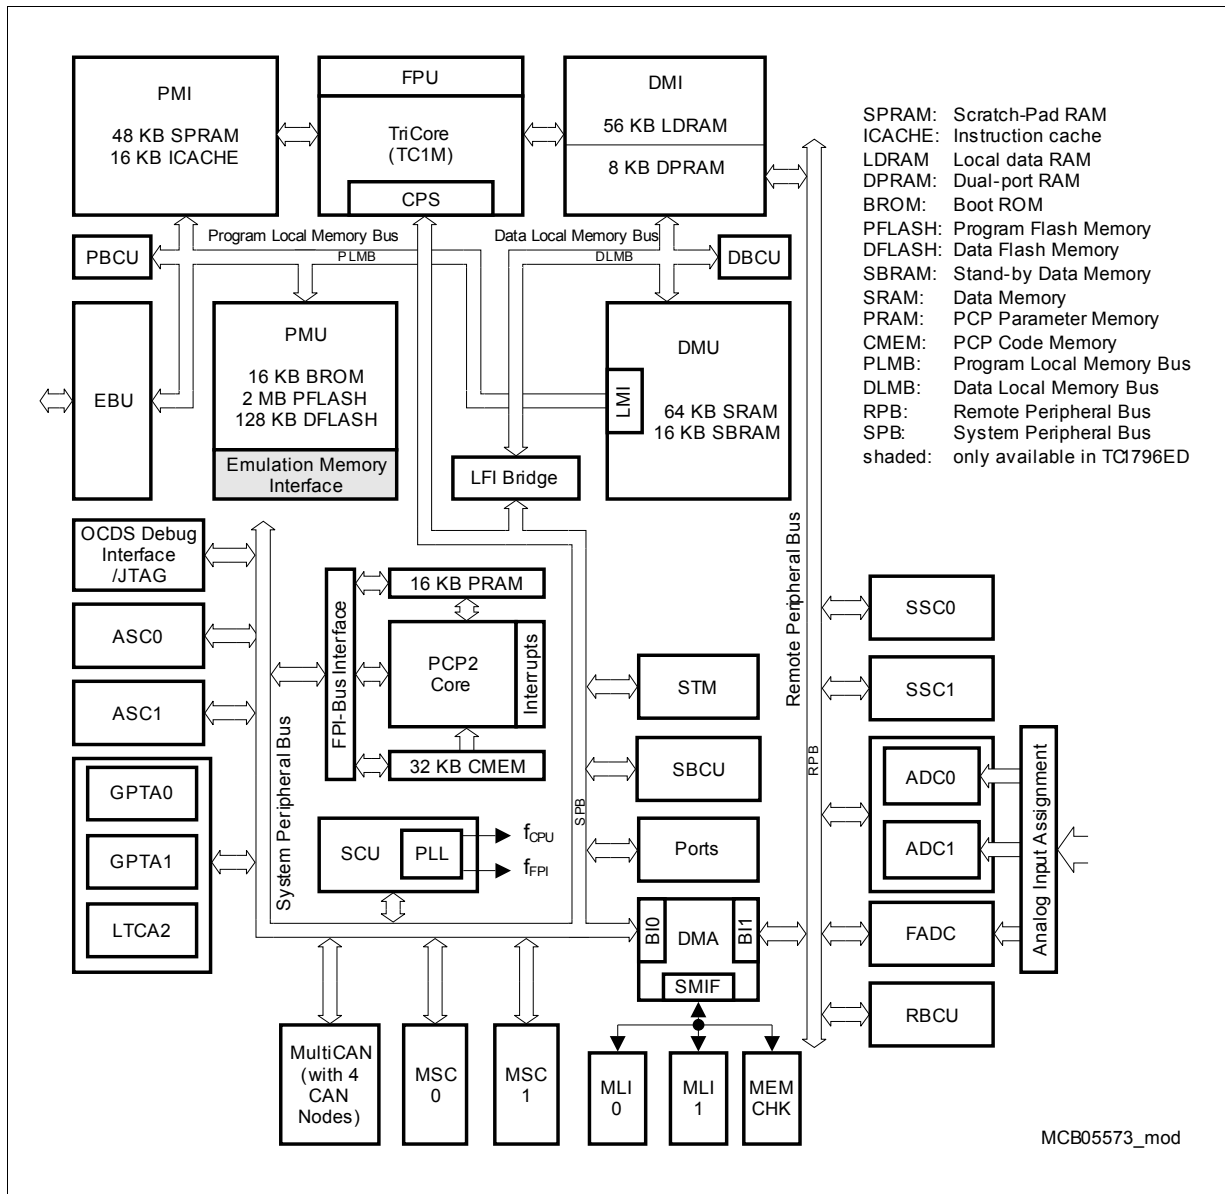 PMI
48 KB SPRAM
16 KB ICACHE
FPU
TriCore
(TC1M)
CPS
DMI
56 KB LDRAM
8 KB DPRAM
SPRAM: Scratch-Pad RAM
ICACHE: Instruction cache
LDRAM Local data RAM
DPRAM: Dual-port RAM
BROM: Boot ROM
PFLASH: Program Flash Memory
DFLASH: Data Flash Memory
SBRAM: Stand-by Data Memory
SRAM: Data Memory
PRAM: PCP Parameter Memory
CMEM: PCP Code Memory
PLMB: Program Local Memory Bus
DLMB: Data Local Memory Bus
RPB: Remote Peripheral Bus
SPB: System Peripheral Bus
shaded: only available in TC1796ED
PBCU
Program Local Memory Bus
PLMB
Data Local Memory Bus
DLMB
DBCU
EBU
PMU
16 KB BROM
2 MB PFLASH
128 KB DFLASH
Emulation Memory
Interface
DMU
LMI
64 KB SRAM
16 KB SBRAM
LFI Bridge
OCDS Debug
Interface
/JTAG
ASC0
ASC1
GPTA0
GPTA1
LTCA2
System Peripheral Bus
FPI-Bus Interface
16 KB PRAM
PCP2
Core
Interrupts
32 KB CMEM
SCU
PLL
fCPU
fFPI
SPB
STM
SBCU
Ports
BI0
DMA
BI1
SMIF
Remote Peripheral Bus
RPB
SSC0
SSC1
ADC0
ADC1
FADC
RBCU
Analog Input Assignment
MultiCAN
(with 4
CAN
Nodes)
MSC
0
MSC
1
MLI
0
MLI
1
MEM
CHK
MCB05573_mod